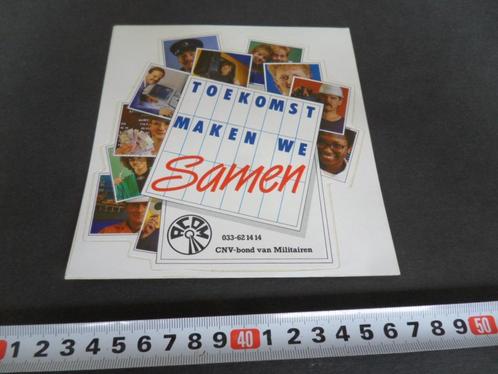 TOEKOMST
MAKEN WE
Samen
ACOM
033-62 14 14
CNV-bond van Militairen
1 2 3 4 5 6 7 8 9 40 1 2 3 4 5 6 7 8 9 50